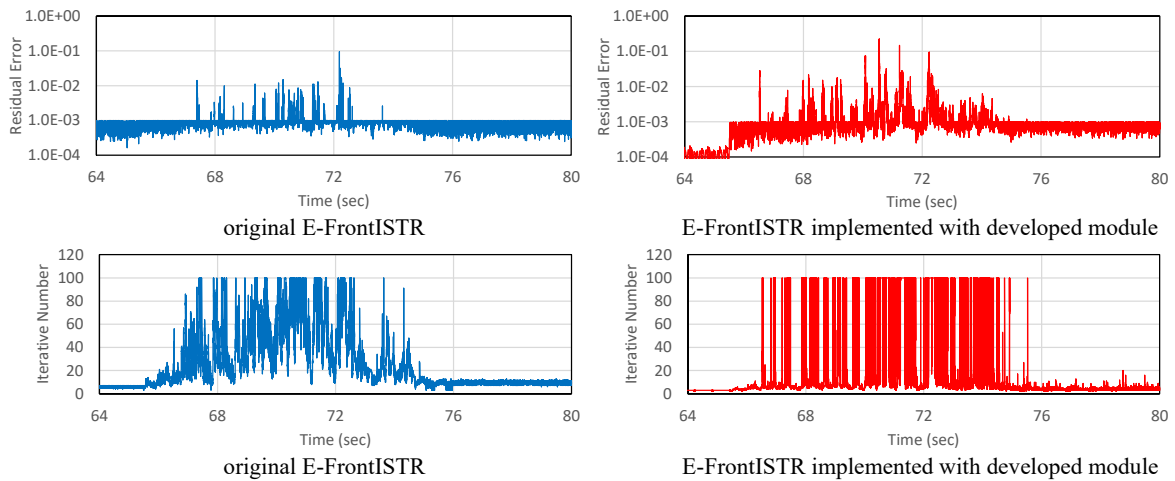 1.0E+00
1.0E-01
1.0E-02
1.0E-03
1.0E-04
Residual Error
64 68 72 76 80
Time (sec)
original E-FrontISTR
1.0E+00
1.0E-01
1.0E-02
1.0E-03
1.0E-04
Residual Error
64 68 72 76 80
Time (sec)
E-FrontISTR implemented with developed module
120
100
80
60
40
20
0
Iterative Number
64 68 72 76 80
Time (sec)
original E-FrontISTR
120
100
80
60
40
20
0
Iterative Number
64 68 72 76 80
Time (sec)
E-FrontISTR implemented with developed module